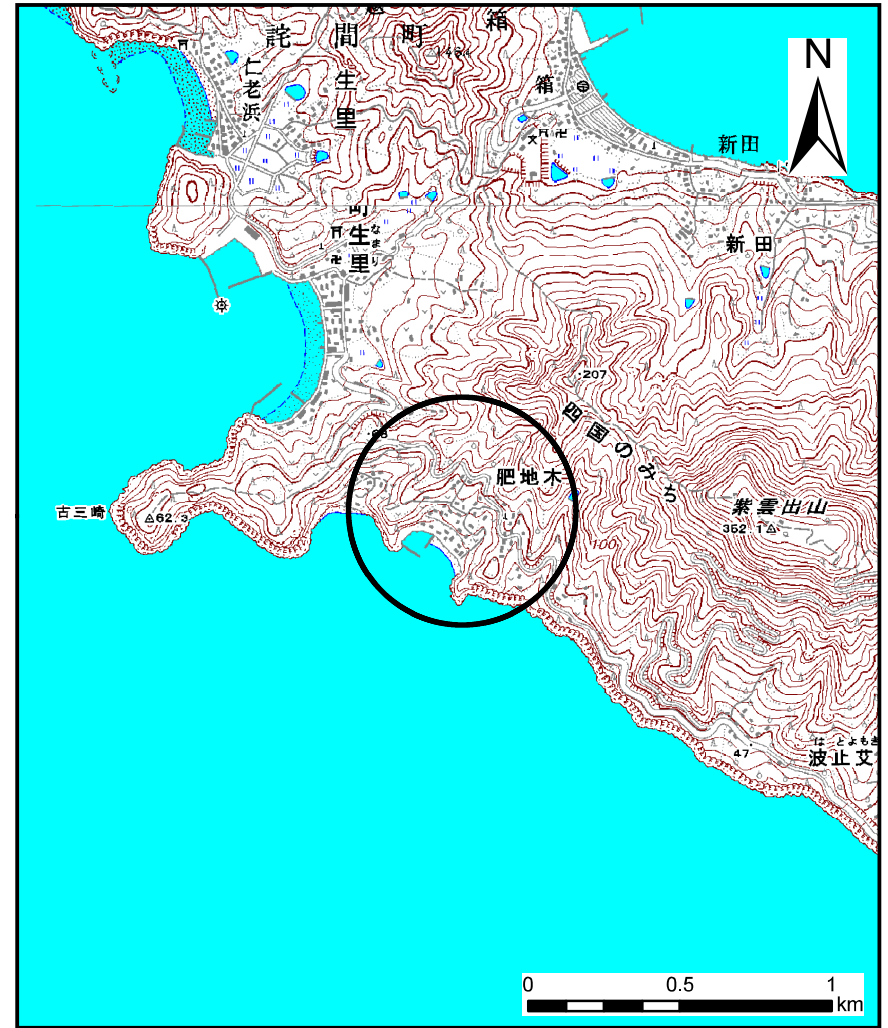 詫間町
箱
仁老浜
生里
箱
新田
N
生里
なまり
新田
207
68
四国のみち
肥地木
紫雲出山
352.1
古三崎
62.3
100
47
はとよもぎ
波止艾
0 0.5 1
km